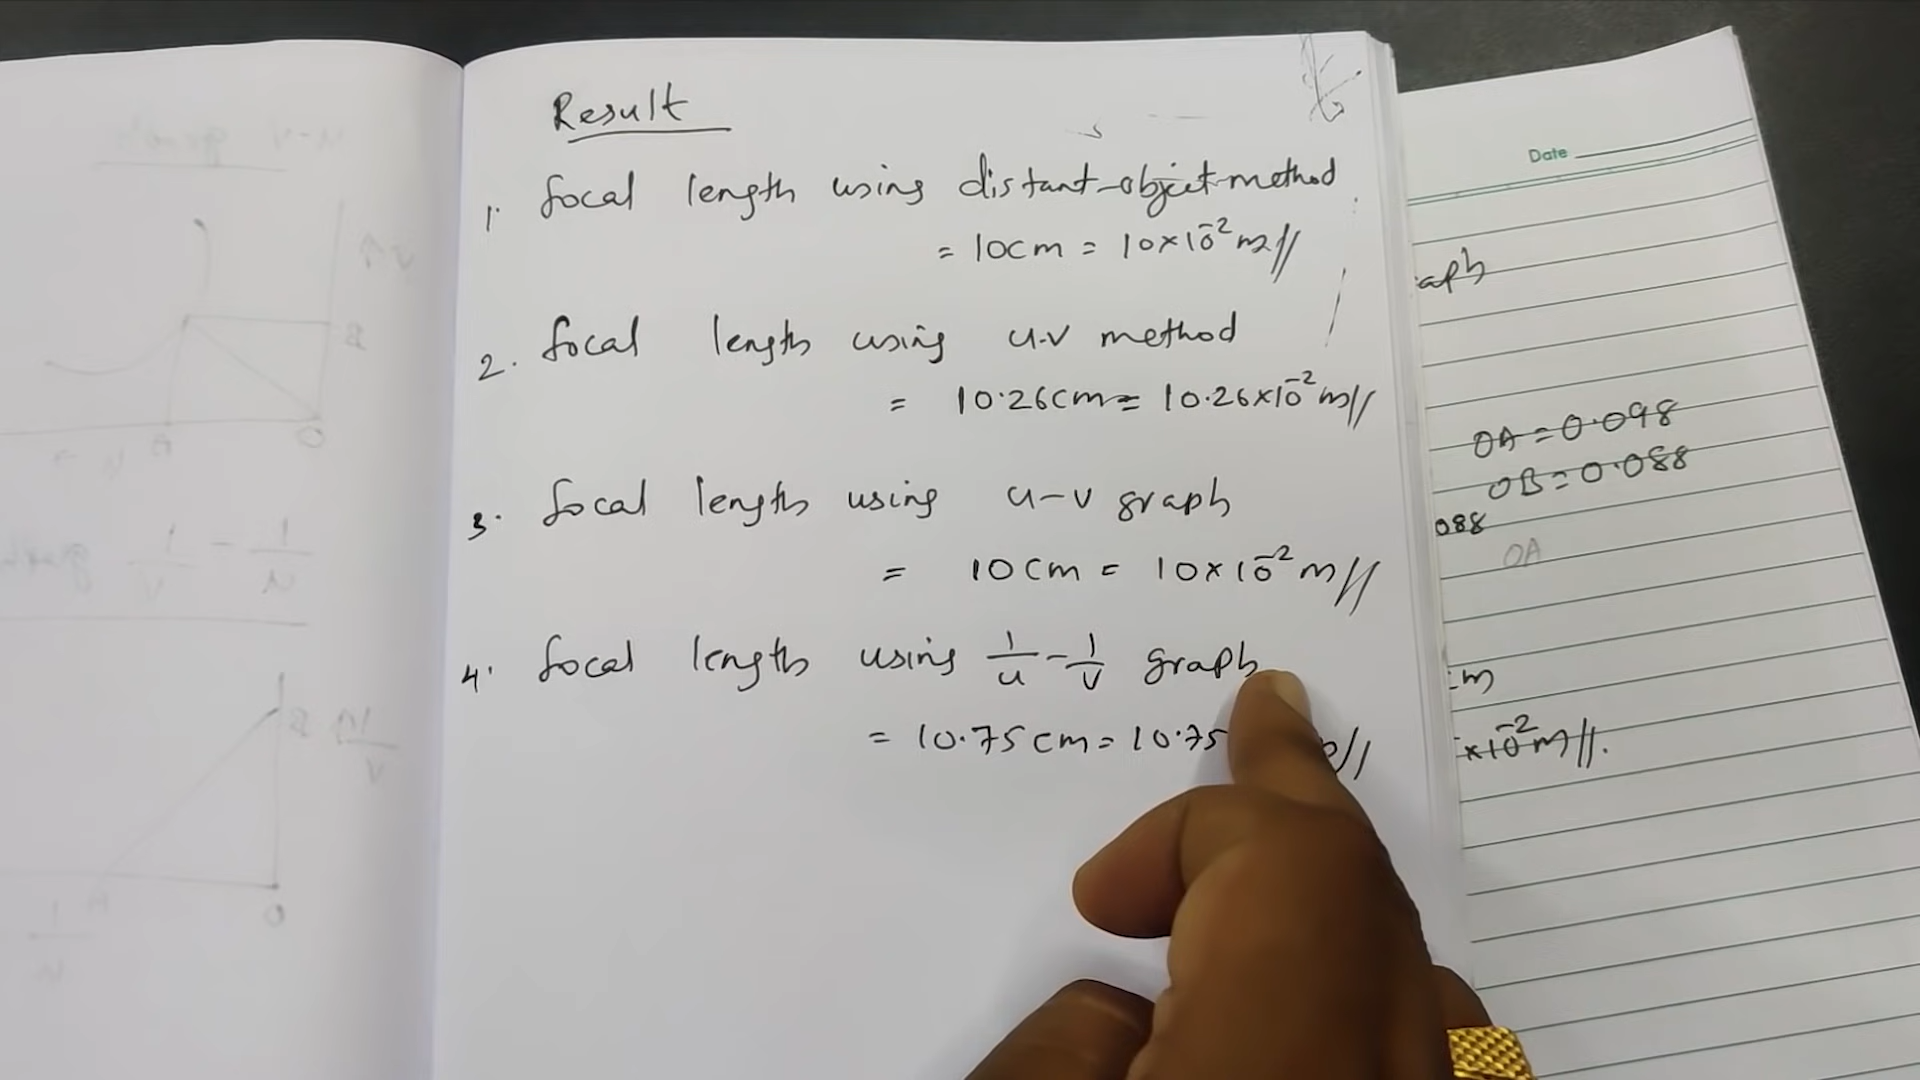 Result
1. focal length using distant-object-method
= 10cm = 10×10⁻² m//
2. focal length using u-v method
= 10.26cm = 10.26×10⁻² m//
3. focal length using u-v graph
= 10cm = 10×10⁻² m//
4. focal length using 1/u - 1/v graph
= 10.75cm = 10.75
Date
OA = 0.098
OB = 0.088
088
OA
×10⁻² m//.